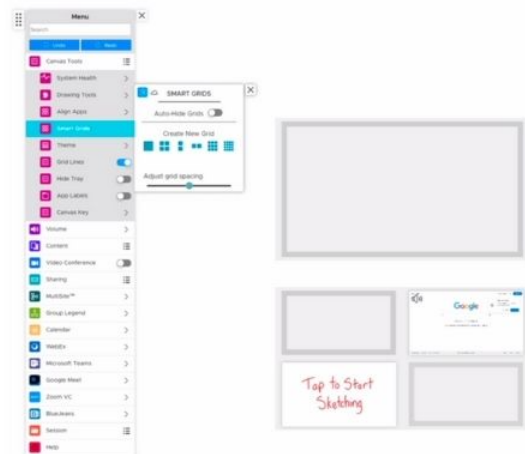 Menu
Search
Undo
Redo
Canvas Tools
System Health
Drawing Tools
Align Apps
Smart Grids
Theme
Grid Lines
Hide Tray
App Labels
Canvas Key
Volume
Content
Video Conference
Sharing
MultiSite™
Group Legend
Calendar
WebEx
Microsoft Teams
Google Meet
Zoom VC
BlueJeans
Session
Help
SMART GRIDS
Auto-Hide Grids
Create New Grid
Adjust grid spacing
Google
Tap to Start
Sketching